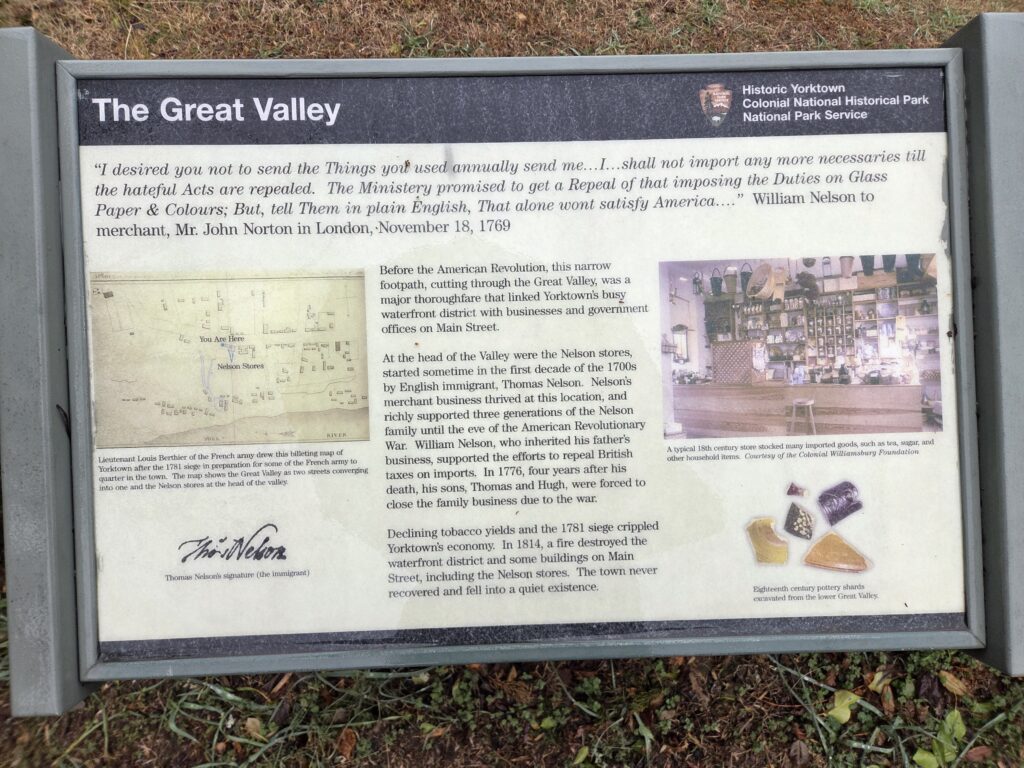 The Great Valley
Historic Yorktown
Colonial National Historical Park
National Park Service
"I desired you not to send the Things you used annually send me...I...shall not import any more necessaries till
the hateful Acts are repealed. The Ministery promised to get a Repeal of that imposing the Duties on Glass
Paper & Colours; But, tell Them in plain English, That alone wont satisfy America...." William Nelson to
merchant, Mr. John Norton in London, November 18, 1769
You Are Here
Nelson Stores
RIVER
Lieutenant Louis Berthier of the French army drew this billeting map of
Yorktown after the 1781 siege in preparation for some of the French army to
quarter in the town. The map shows the Great Valley as two streets converging
into one and the Nelson stores at the head of the valley.
Thos Nelson
Thomas Nelson's signature (the immigrant)
Before the American Revolution, this narrow
footpath, cutting through the Great Valley, was a
major thoroughfare that linked Yorktown's busy
waterfront district with businesses and government
offices on Main Street.
At the head of the Valley were the Nelson stores,
started sometime in the first decade of the 1700s
by English immigrant, Thomas Nelson. Nelson's
merchant business thrived at this location, and
richly supported three generations of the Nelson
family until the eve of the American Revolutionary
War. William Nelson, who inherited his father's
business, supported the efforts to repeal British
taxes on imports. In 1776, four years after his
death, his sons, Thomas and Hugh, were forced to
close the family business due to the war.
Declining tobacco yields and the 1781 siege crippled
Yorktown's economy. In 1814, a fire destroyed the
waterfront district and some buildings on Main
Street, including the Nelson stores. The town never
recovered and fell into a quiet existence.
A typical 18th century store stocked many imported goods, such as tea, sugar, and
other household items. Courtesy of the Colonial Williamsburg Foundation
Eighteenth century pottery shards
excavated from the lower Great Valley.